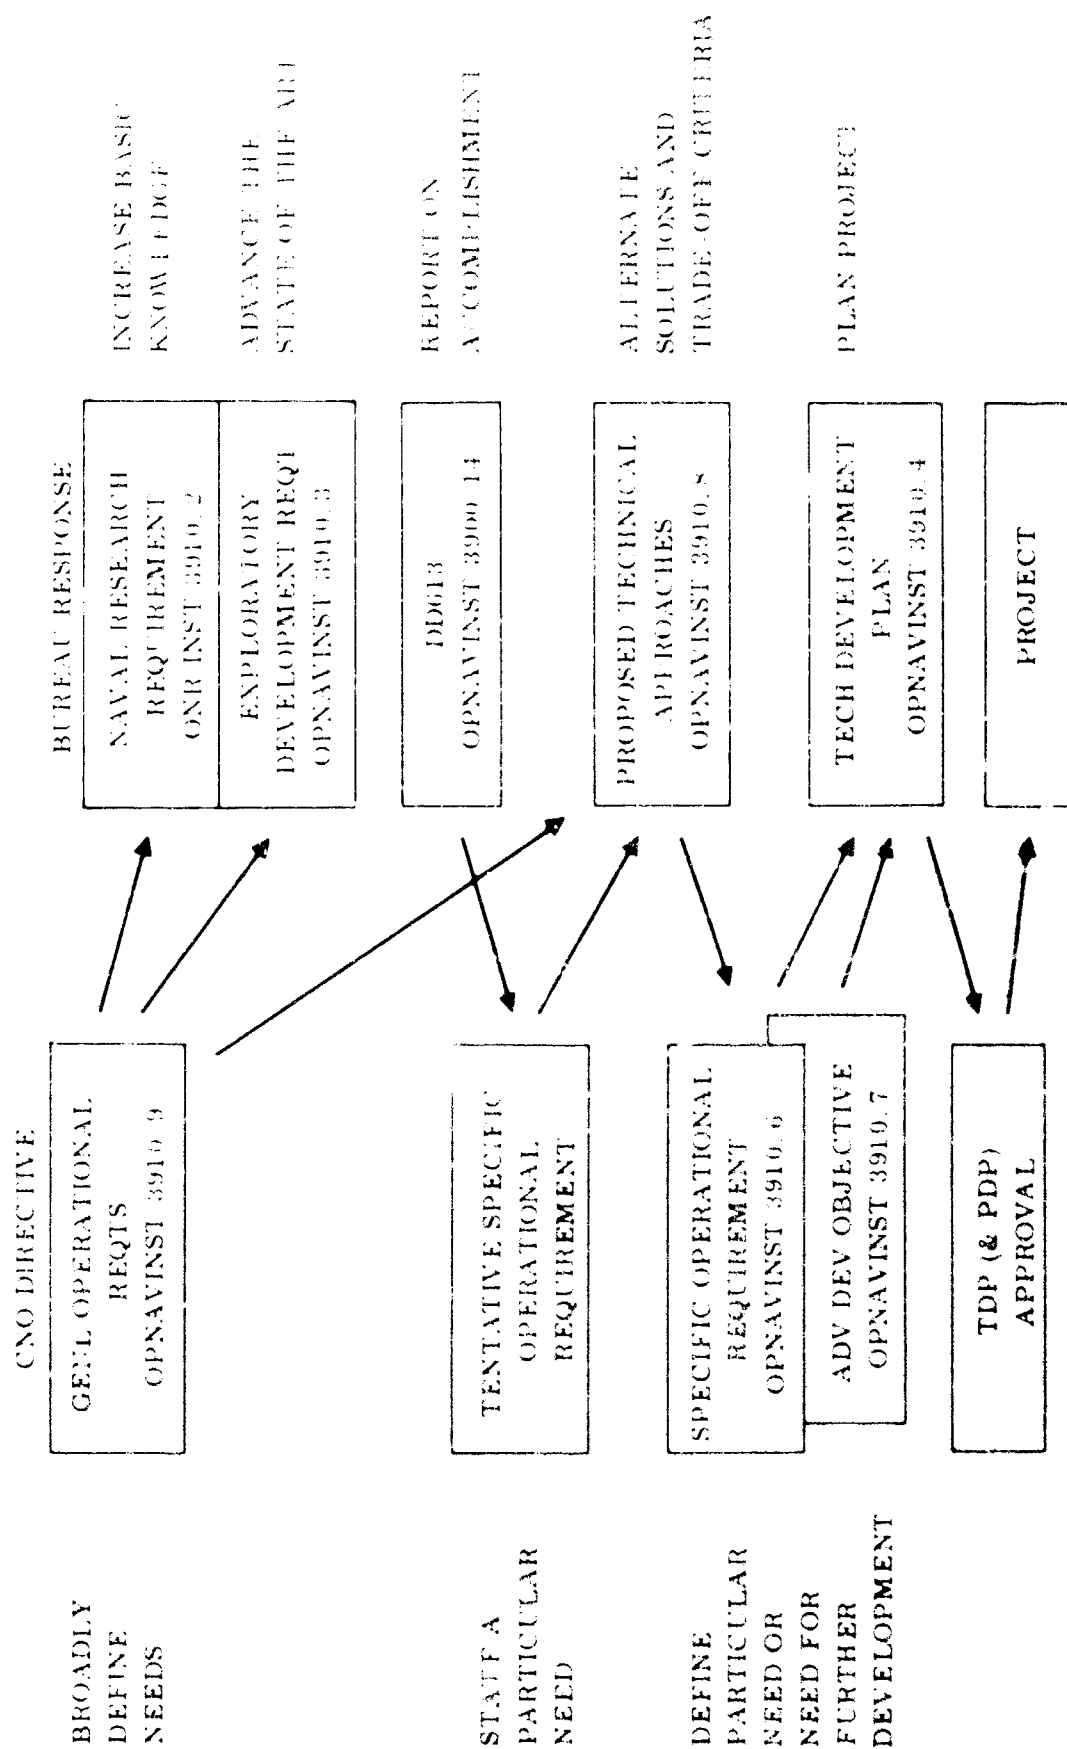 CNO DIRECTIVE
BUREAU RESPONSE
BROADLY
DEFINE
NEEDS
GEN'L OPERATIONAL
REQTS
OPNAVINST 3910.9
NAVAL RESEARCH
REQUIREMENT
ONR INST 3910.2
INCREASE BASIC
KNOWLEDGE
EXPLORATORY
DEVELOPMENT REQT
OPNAVINST 3910.3
ADVANCE THE
STATE OF THE ART
DD613
OPNAVINST 3900.14
REPORT ON
ACCOMPLISHMENT
STATE A
PARTICULAR
NEED
TENTATIVE SPECIFIC
OPERATIONAL
REQUIREMENT
PROPOSED TECHNICAL
APPROACHES
OPNAVINST 3910.8
ALTERNATE
SOLUTIONS AND
TRADE-OFF CRITERIA
DEFINE
PARTICULAR
NEED OR
NEED FOR
FURTHER
DEVELOPMENT
SPECIFIC OPERATIONAL
REQUIREMENT
OPNAVINST 3910.6
ADV DEV OBJECTIVE
OPNAVINST 3910.7
TECH DEVELOPMENT
PLAN
OPNAVINST 3910.4
PLAN PROJECT
TDP (& PDP)
APPROVAL
PROJECT